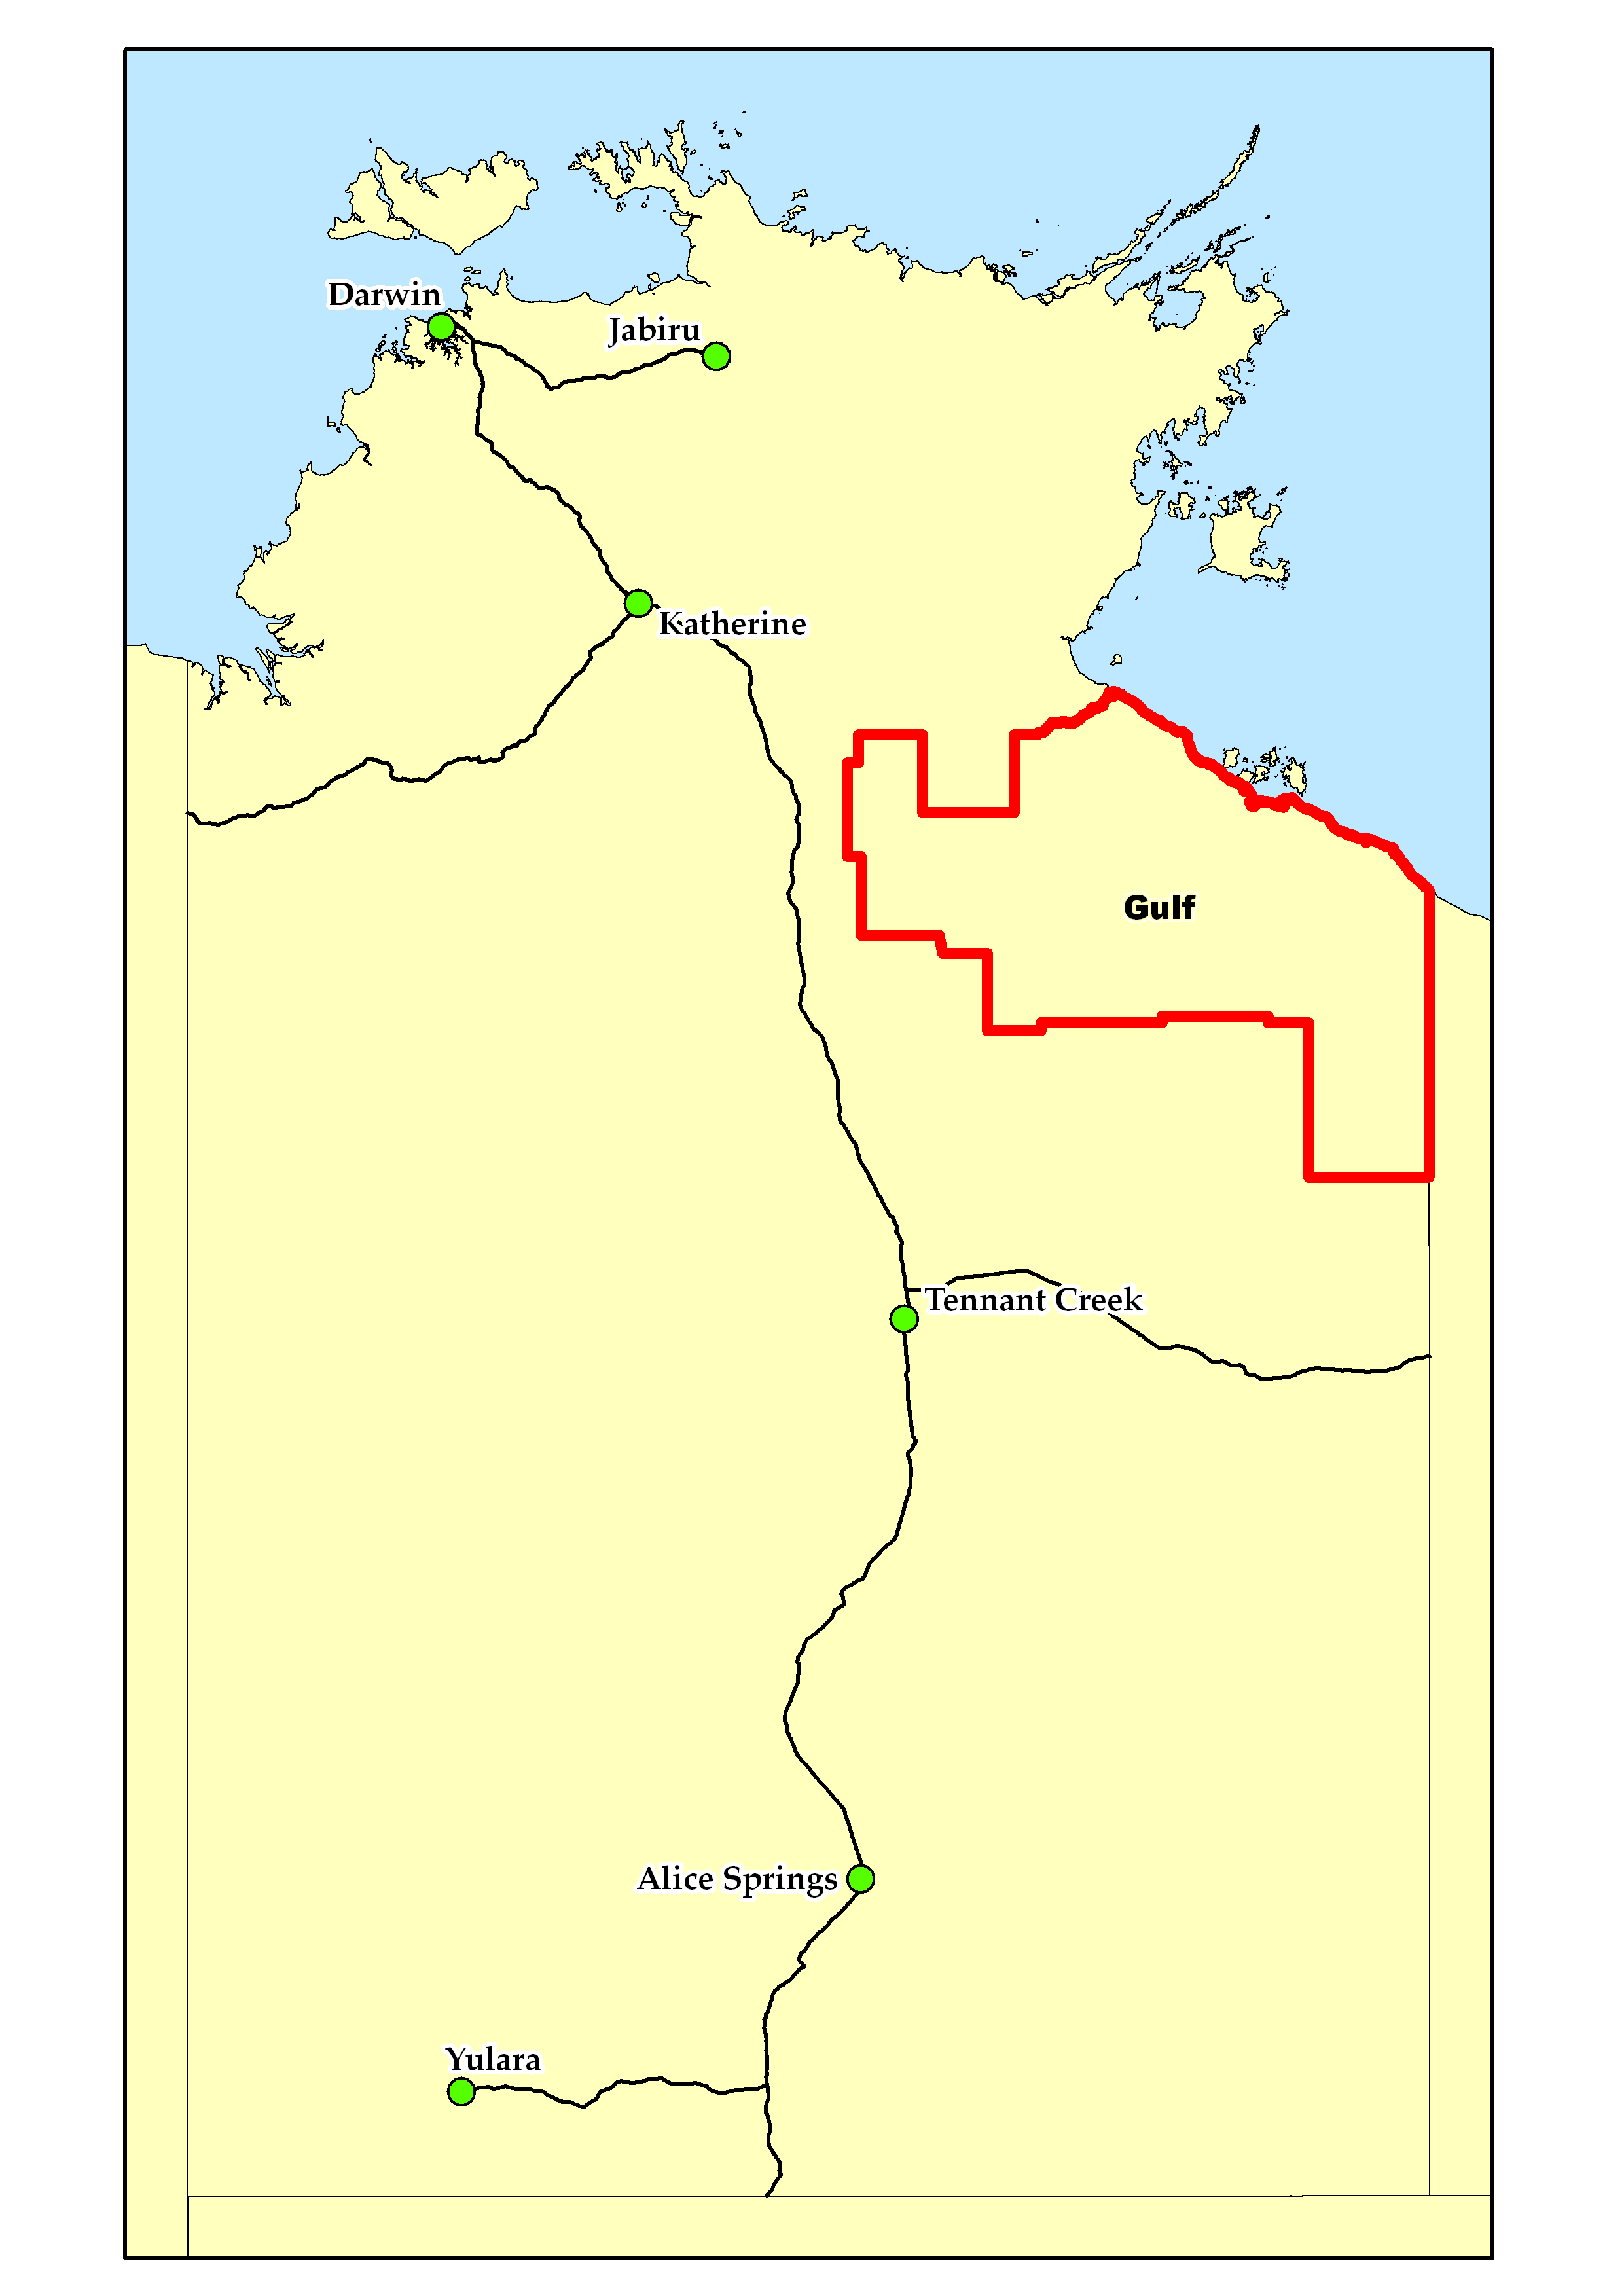 Darwin
Jabiru
Katherine
Gulf
Tennant Creek
Alice Springs
Yulara